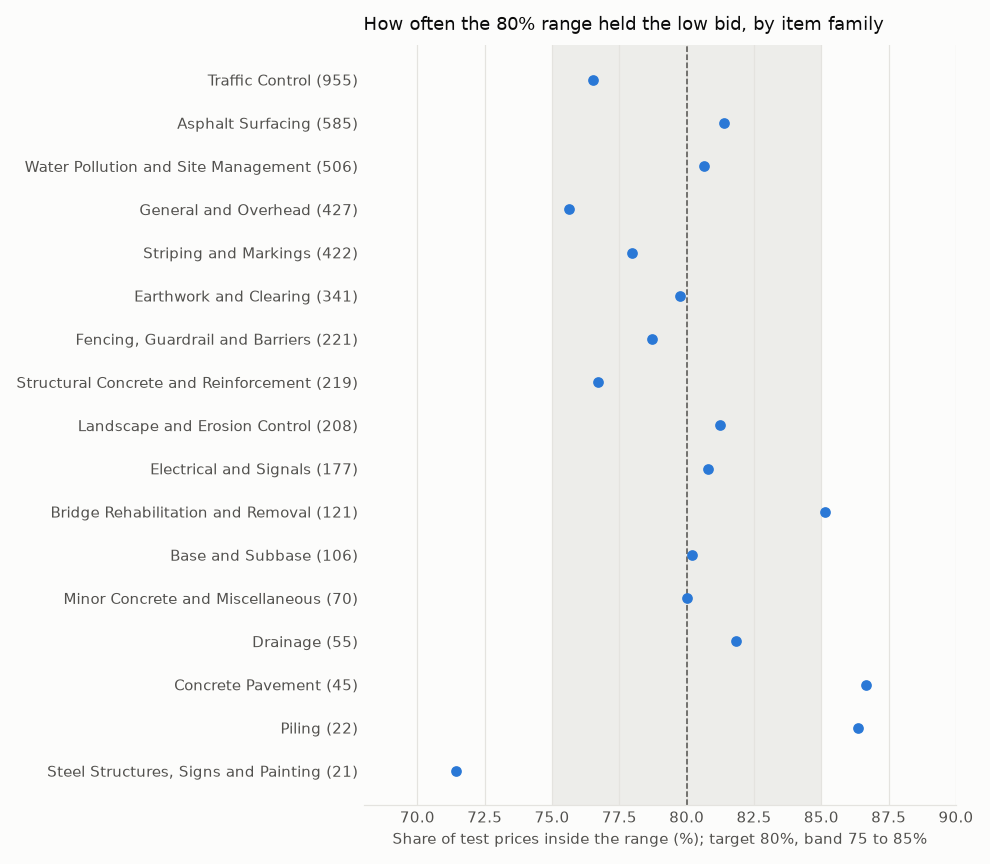 How often the 80% range held the low bid, by item family
Traffic Control (955)
Asphalt Surfacing (585)
Water Pollution and Site Management (506)
General and Overhead (427)
Striping and Markings (422)
Earthwork and Clearing (341)
Fencing, Guardrail and Barriers (221)
Structural Concrete and Reinforcement (219)
Landscape and Erosion Control (208)
Electrical and Signals (177)
Bridge Rehabilitation and Removal (121)
Base and Subbase (106)
Minor Concrete and Miscellaneous (70)
Drainage (55)
Concrete Pavement (45)
Piling (22)
Steel Structures, Signs and Painting (21)
70.0 72.5 75.0 77.5 80.0 82.5 85.0 87.5 90.0
Share of test prices inside the range (%); target 80%, band 75 to 85%